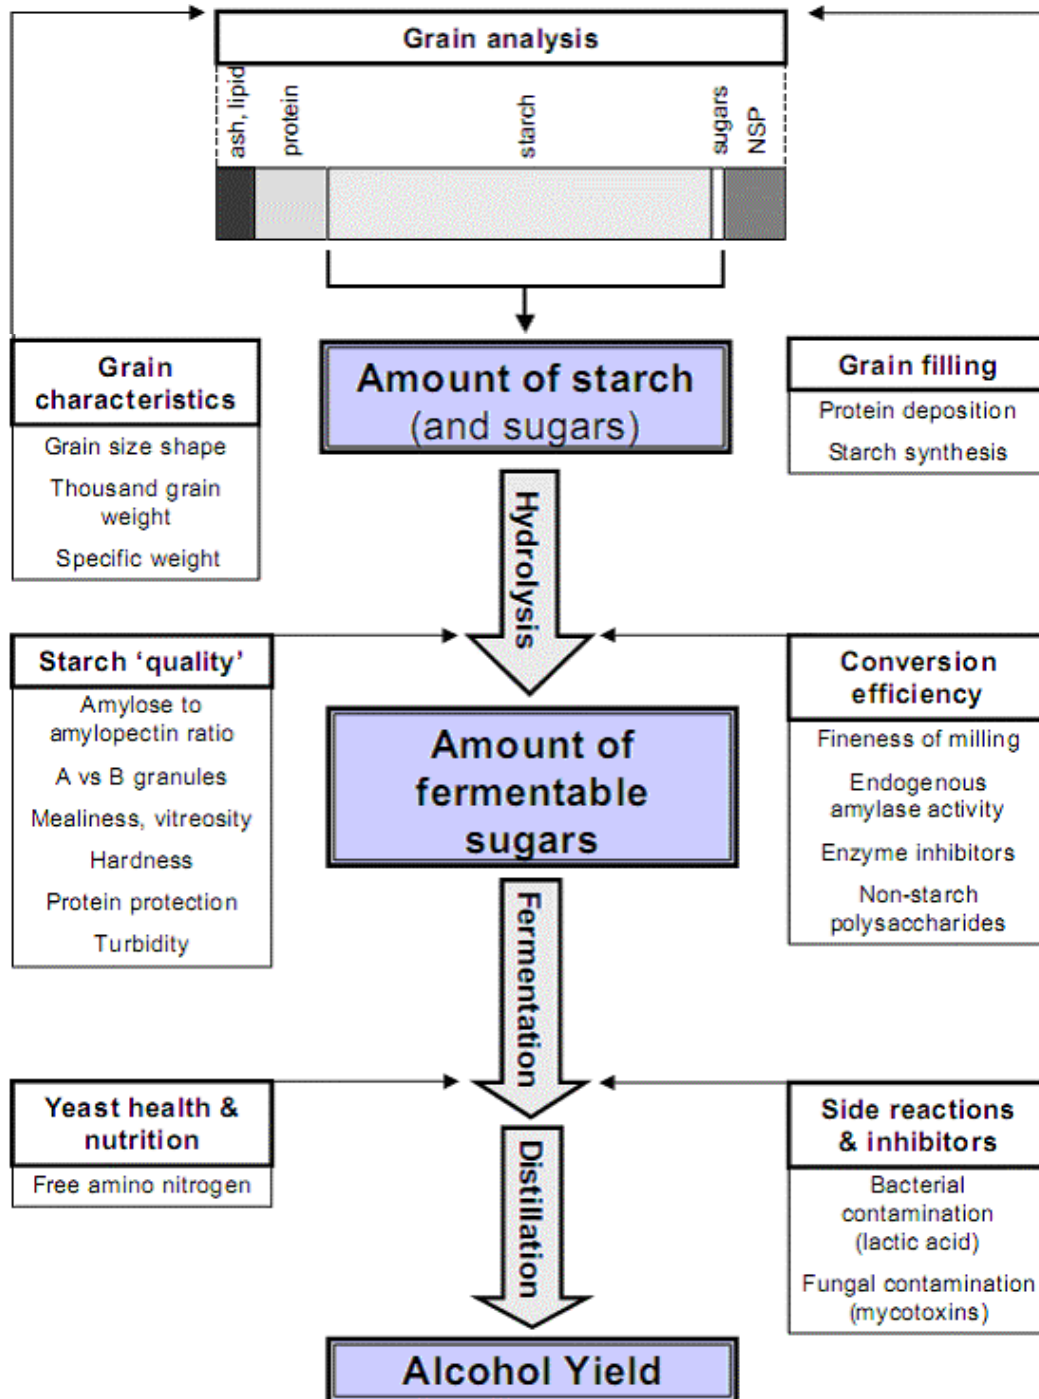 Grain analysis
ash, lipid
protein
starch
sugars
NSP
Amount of starch
(and sugars)
Grain
characteristics
Grain size shape
Thousand grain
weight
Specific weight
Grain filling
Protein deposition
Starch synthesis
Hydrolysis
Starch ‘quality’
Amylose to
amylopectin ratio
A vs B granules
Mealiness, vitreosity
Hardness
Protein protection
Turbidity
Amount of
fermentable
sugars
Conversion
efficiency
Fineness of milling
Endogenous
amylase activity
Enzyme inhibitors
Non-starch
polysaccharides
Fermentation
Yeast health &
nutrition
Free amino nitrogen
Side reactions
& inhibitors
Bacterial
contamination
(lactic acid)
Fungal contamination
(mycotoxins)
Distillation
Alcohol Yield